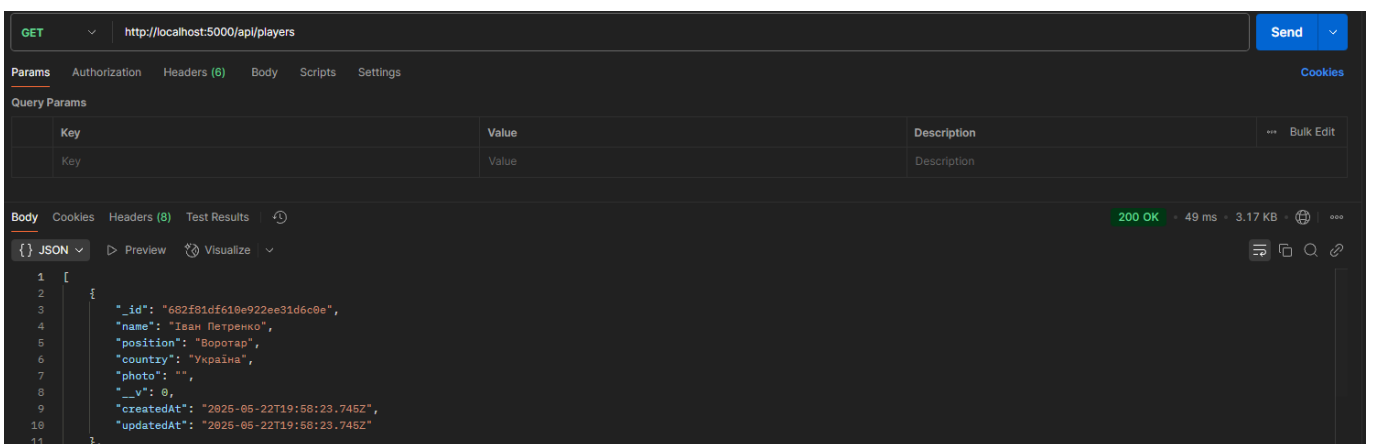 GET http://localhost:5000/api/players Send
Params Authorization Headers (6) Body Scripts Settings Cookies
Query Params
Key Value Description Bulk Edit
Key Value Description
Body Cookies Headers (8) Test Results 200 OK 49 ms 3.17 KB
{} JSON Preview Visualize
1 [
2 {
3 "_id": "682f81df610e922ee31d6c0e",
4 "name": "Іван Петренко",
5 "position": "Воротар",
6 "country": "Україна",
7 "photo": "",
8 "__v": 0,
9 "createdAt": "2025-05-22T19:58:23.745Z",
10 "updatedAt": "2025-05-22T19:58:23.745Z"
11 },